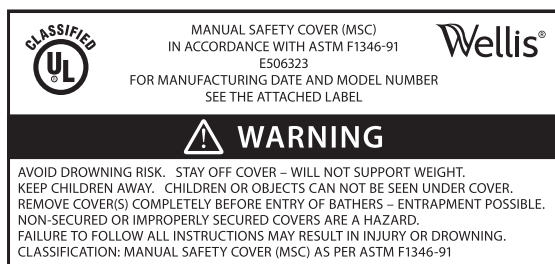 CLASSIFIED
UL®
MANUAL SAFETY COVER (MSC)
IN ACCORDANCE WITH ASTM F1346-91
E506323
FOR MANUFACTURING DATE AND MODEL NUMBER
SEE THE ATTACHED LABEL
Wellis®
WARNING
AVOID DROWNING RISK. STAY OFF COVER – WILL NOT SUPPORT WEIGHT.
KEEP CHILDREN AWAY. CHILDREN OR OBJECTS CAN NOT BE SEEN UNDER COVER.
REMOVE COVER(S) COMPLETELY BEFORE ENTRY OF BATHERS – ENTRAPMENT POSSIBLE.
NON-SECURED OR IMPROPERLY SECURED COVERS ARE A HAZARD.
FAILURE TO FOLLOW ALL INSTRUCTIONS MAY RESULT IN INJURY OR DROWNING.
CLASSIFICATION: MANUAL SAFETY COVER (MSC) AS PER ASTM F1346-91